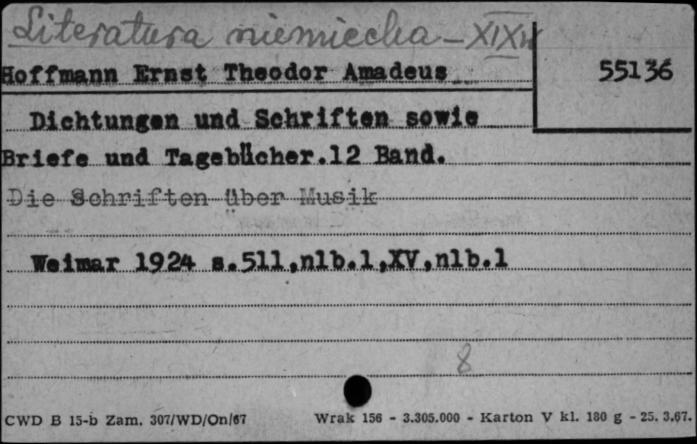 Literatura niemiecka - XIXw
Hoffmann Ernst Theodor Amadeus
55136
Dichtungen und Schriften sowie
Briefe und Tagebücher.12 Band.
Die Schriften über Musik
Weimar 1924 s.511,nlb.1,XV,nlb.1
8
CWD B 15-b Zam. 307/WD/On/67 Wrak 156 - 3.305.000 - Karton V kl. 180 g - 25. 3.67.